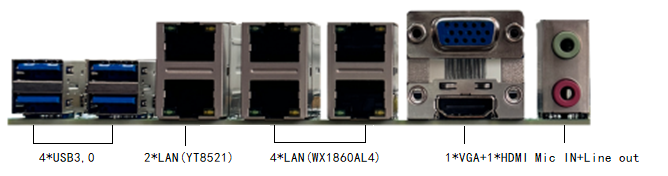 4*USB3,0
2*LAN(YT8521)
4*LAN(WX1860AL4)
1*VGA+1*HDMI
Mic IN+Line out